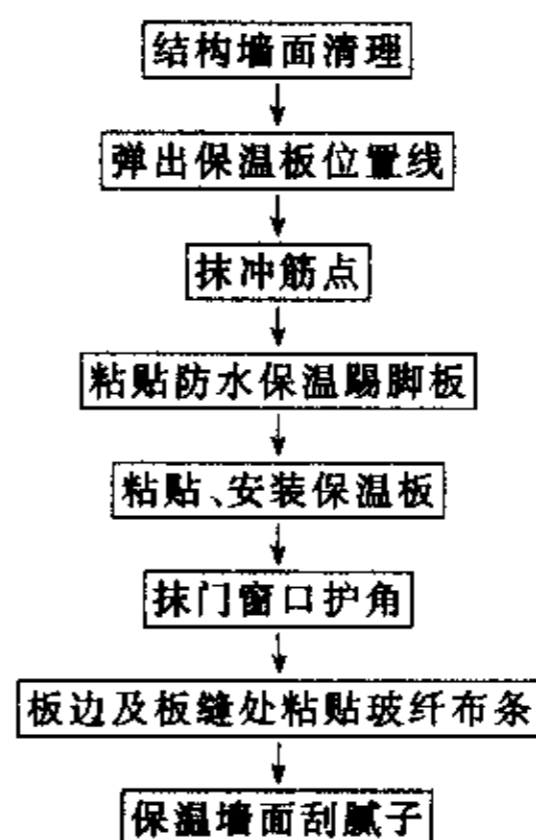 结构墙面清理
弹出保温板位置线
抹冲筋点
粘贴防水保温踢脚板
粘贴、安装保温板
抹门窗口护角
板边及板缝处粘贴玻纤布条
保温墙面刮腻子